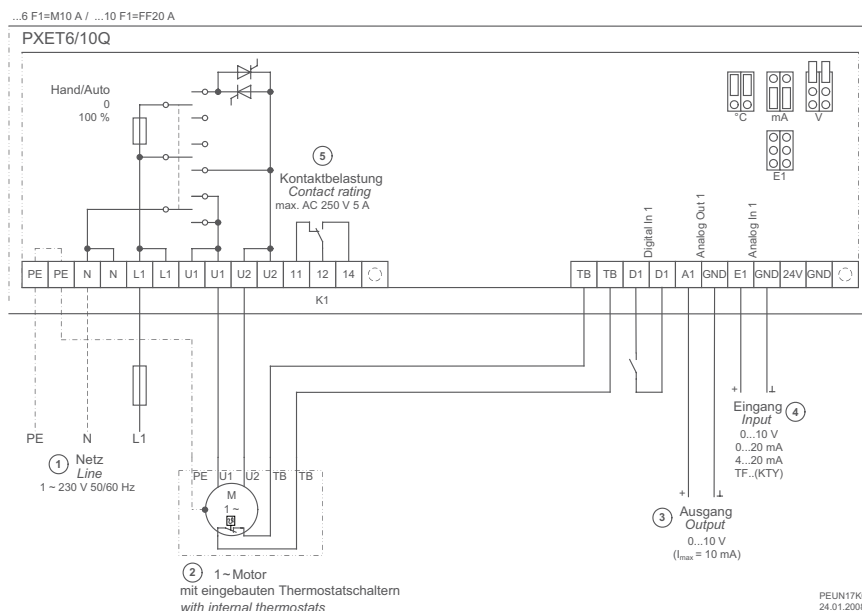 ...6 F1=M10 A / ...10 F1=FF20 A
PXET6/10Q
Hand/Auto
0
100 %
°C
mA
V
E1
5
Kontaktbelastung
Contact rating
max. AC 250 V 5 A
Digital In 1
Analog Out 1
Analog In 1
PE PE N N L1 L1 U1 U1 U2 U2 11 12 14
TB TB D1 D1 A1 GND E1 GND 24V GND
K1
PE N L1
1 Netz
Line
1 ~ 230 V 50/60 Hz
+ ⊥
Eingang 4
Input
0...10 V
0...20 mA
4...20 mA
TF..(KTY)
PE U1 U2 TB TB
M
1 ~
+ ⊥
3 Ausgang
Output
0...10 V
(Imax = 10 mA)
2 1~Motor
mit eingebauten Thermostatschaltern
with internal thermostats
24.01.2008